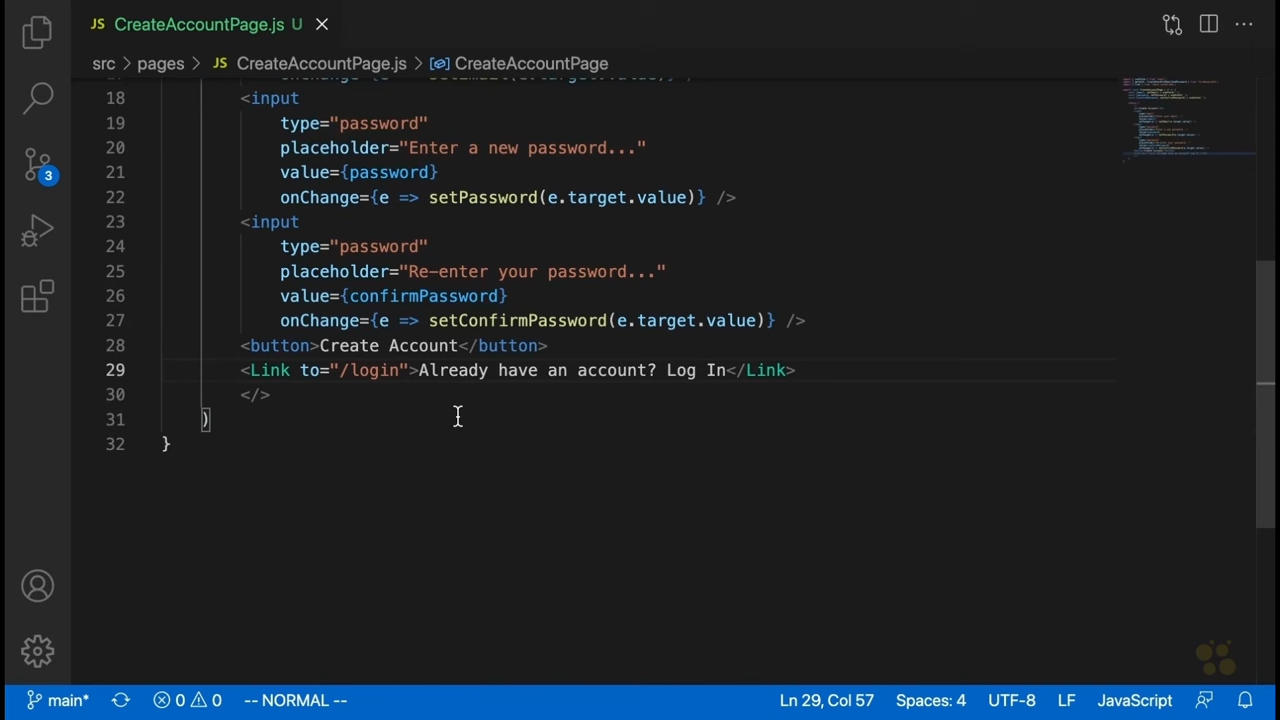 JS CreateAccountPage.js U
src > pages > JS CreateAccountPage.js > CreateAccountPage
18 <input
19 type="password"
20 placeholder="Enter a new password..."
21 value={password}
22 onChange={e => setPassword(e.target.value)} />
23 <input
24 type="password"
25 placeholder="Re-enter your password..."
26 value={confirmPassword}
27 onChange={e => setConfirmPassword(e.target.value)} />
28 <button>Create Account</button>
29 <Link to="/login">Already have an account? Log In</Link>
30 </>
31 )
32 }
3
main* 0 0 -- NORMAL -- Ln 29, Col 57 Spaces: 4 UTF-8 LF JavaScript